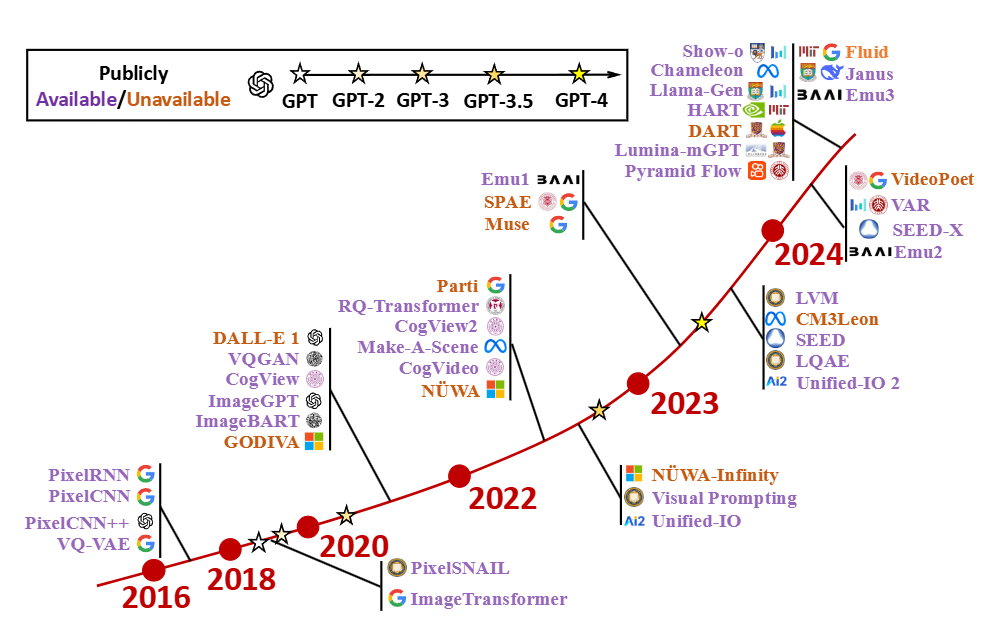 Publicly
Available/Unavailable
GPT GPT-2 GPT-3 GPT-3.5 GPT-4
Show-o
Chameleon
Llama-Gen
HART
DART
Lumina-mGPT
Pyramid Flow
MIT
Fluid
Janus
BAAI Emu3
MIT
Emu1 BAAI
SPAE
Muse
VideoPoet
VAR
SEED-X
BAAI Emu2
2024
Parti
RQ-Transformer
CogView2
Make-A-Scene
CogVideo
NÜWA
LVM
CM3Leon
SEED
LQAE
Ai2 Unified-IO 2
DALL-E 1
VQGAN
CogView
ImageGPT
ImageBART
GODIVA
2023
NÜWA-Infinity
Visual Prompting
Ai2 Unified-IO
2022
PixelRNN
PixelCNN
PixelCNN++
VQ-VAE
2020
2018
2016
PixelSNAIL
ImageTransformer